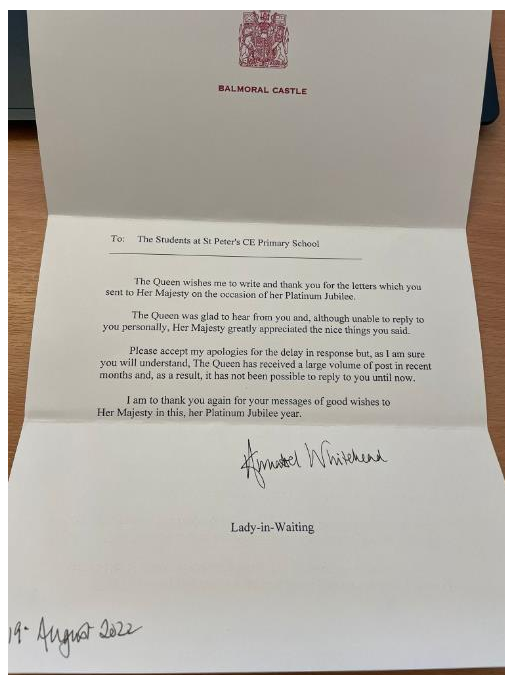 BALMORAL CASTLE
To: The Students at St Peter's CE Primary School
The Queen wishes me to write and thank you for the letters which you
sent to Her Majesty on the occasion of her Platinum Jubilee.
The Queen was glad to hear from you and, although unable to reply to
you personally, Her Majesty greatly appreciated the nice things you said.
Please accept my apologies for the delay in response but, as I am sure
you will understand, The Queen has received a large volume of post in recent
months and, as a result, it has not been possible to reply to you until now.
I am to thank you again for your messages of good wishes to
Her Majesty in this, her Platinum Jubilee year.
Annabel Whitehead
Lady-in-Waiting
19. August 2022